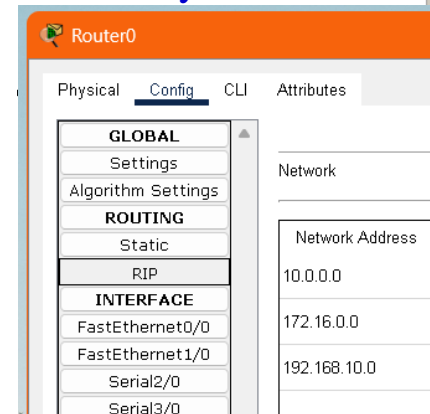 Router0
Physical Config CLI Attributes
GLOBAL
Settings
Algorithm Settings
ROUTING
Static
RIP
INTERFACE
FastEthernet0/0
FastEthernet1/0
Serial2/0
Serial3/0
Network
Network Address
10.0.0.0
172.16.0.0
192.168.10.0